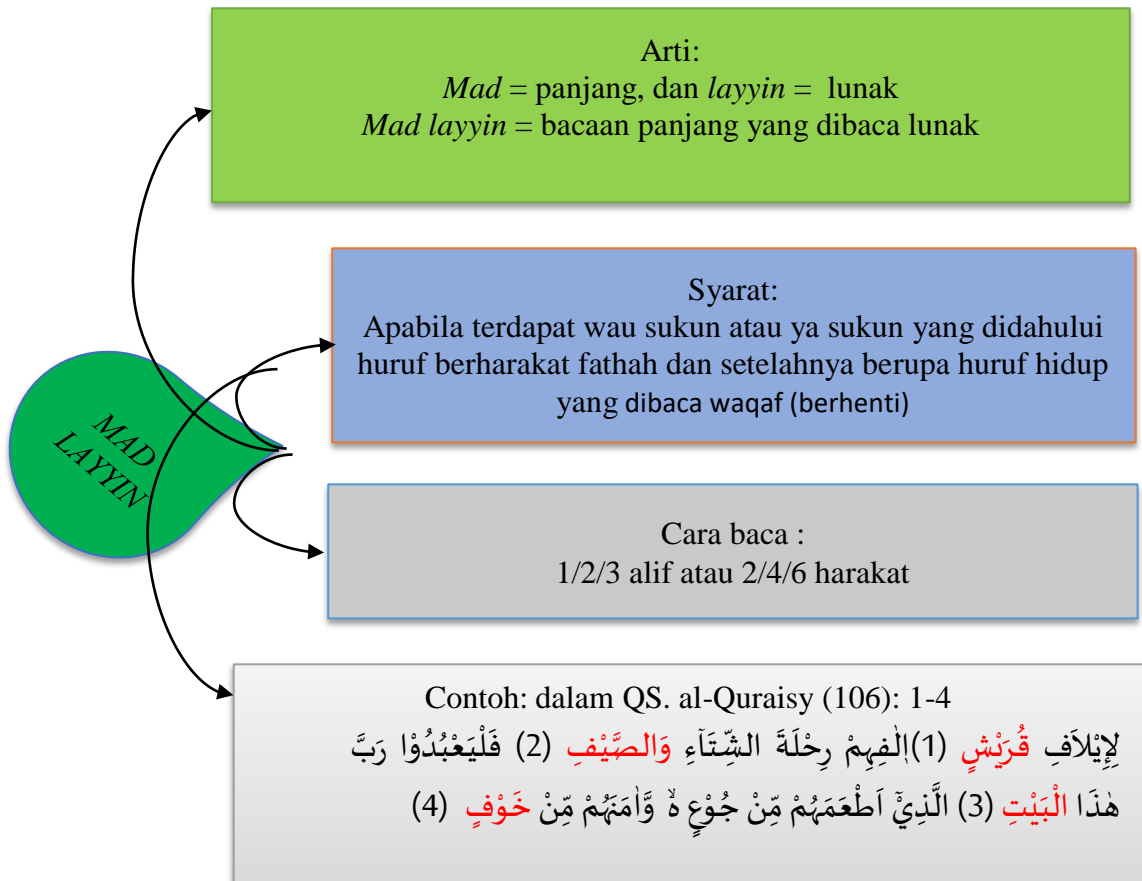 Arti:
Mad = panjang, dan layyin = lunak
Mad layyin = bacaan panjang yang dibaca lunak
Syarat:
Apabila terdapat wau sukun atau ya sukun yang didahului
huruf berharakat fathah dan setelahnya berupa huruf hidup
yang dibaca waqaf (berhenti)
MAD
LAYYIN
Cara baca :
1/2/3 alif atau 2/4/6 harakat
Contoh: dalam QS. al-Quraisy (106): 1-4
لِإِيْلاَفِ قُرَيْشٍ (1) اٖلٰفِهِمْ رِحْلَةَ الشِّتَاۤءِ وَالصَّيْفِ (2) فَلْيَعْبُدُوْا رَبَّ
هٰذَا الْبَيْتِ (3) الَّذِيْٓ اَطْعَمَهُمْ مِّنْ جُوْعٍ ەۙ وَّاٰمَنَهُمْ مِّنْ خَوْفٍ (4)